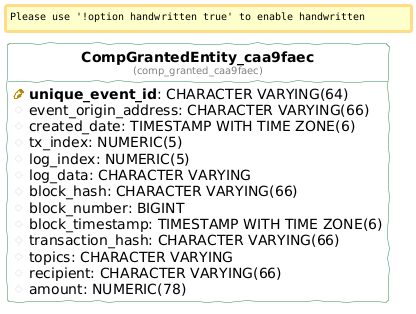 Please use '!option handwritten true' to enable handwritten
CompGrantedEntity_caa9faec
(comp_granted_caa9faec)
unique_event_id: CHARACTER VARYING(64)
event_origin_address: CHARACTER VARYING(66)
created_date: TIMESTAMP WITH TIME ZONE(6)
tx_index: NUMERIC(5)
log_index: NUMERIC(5)
log_data: CHARACTER VARYING
block_hash: CHARACTER VARYING(66)
block_number: BIGINT
block_timestamp: TIMESTAMP WITH TIME ZONE(6)
transaction_hash: CHARACTER VARYING(66)
topics: CHARACTER VARYING
recipient: CHARACTER VARYING(66)
amount: NUMERIC(78)